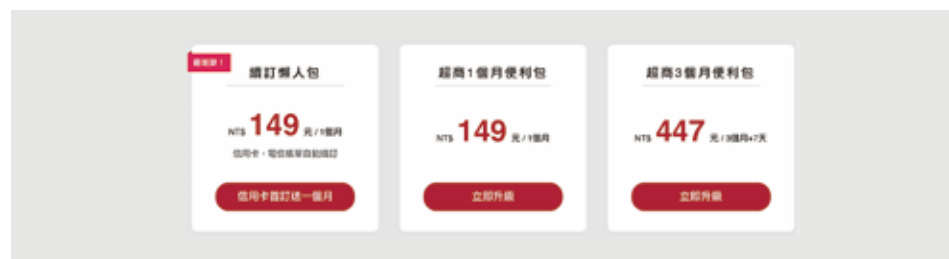 最划算！
續訂懶人包
NT$ 149 元 / 1個月
信用卡、電信帳單自動續訂
信用卡首訂送一個月
超商1個月便利包
NT$ 149 元 / 1個月
立即升級
超商3個月便利包
NT$ 447 元 / 3個月+7天
立即升級